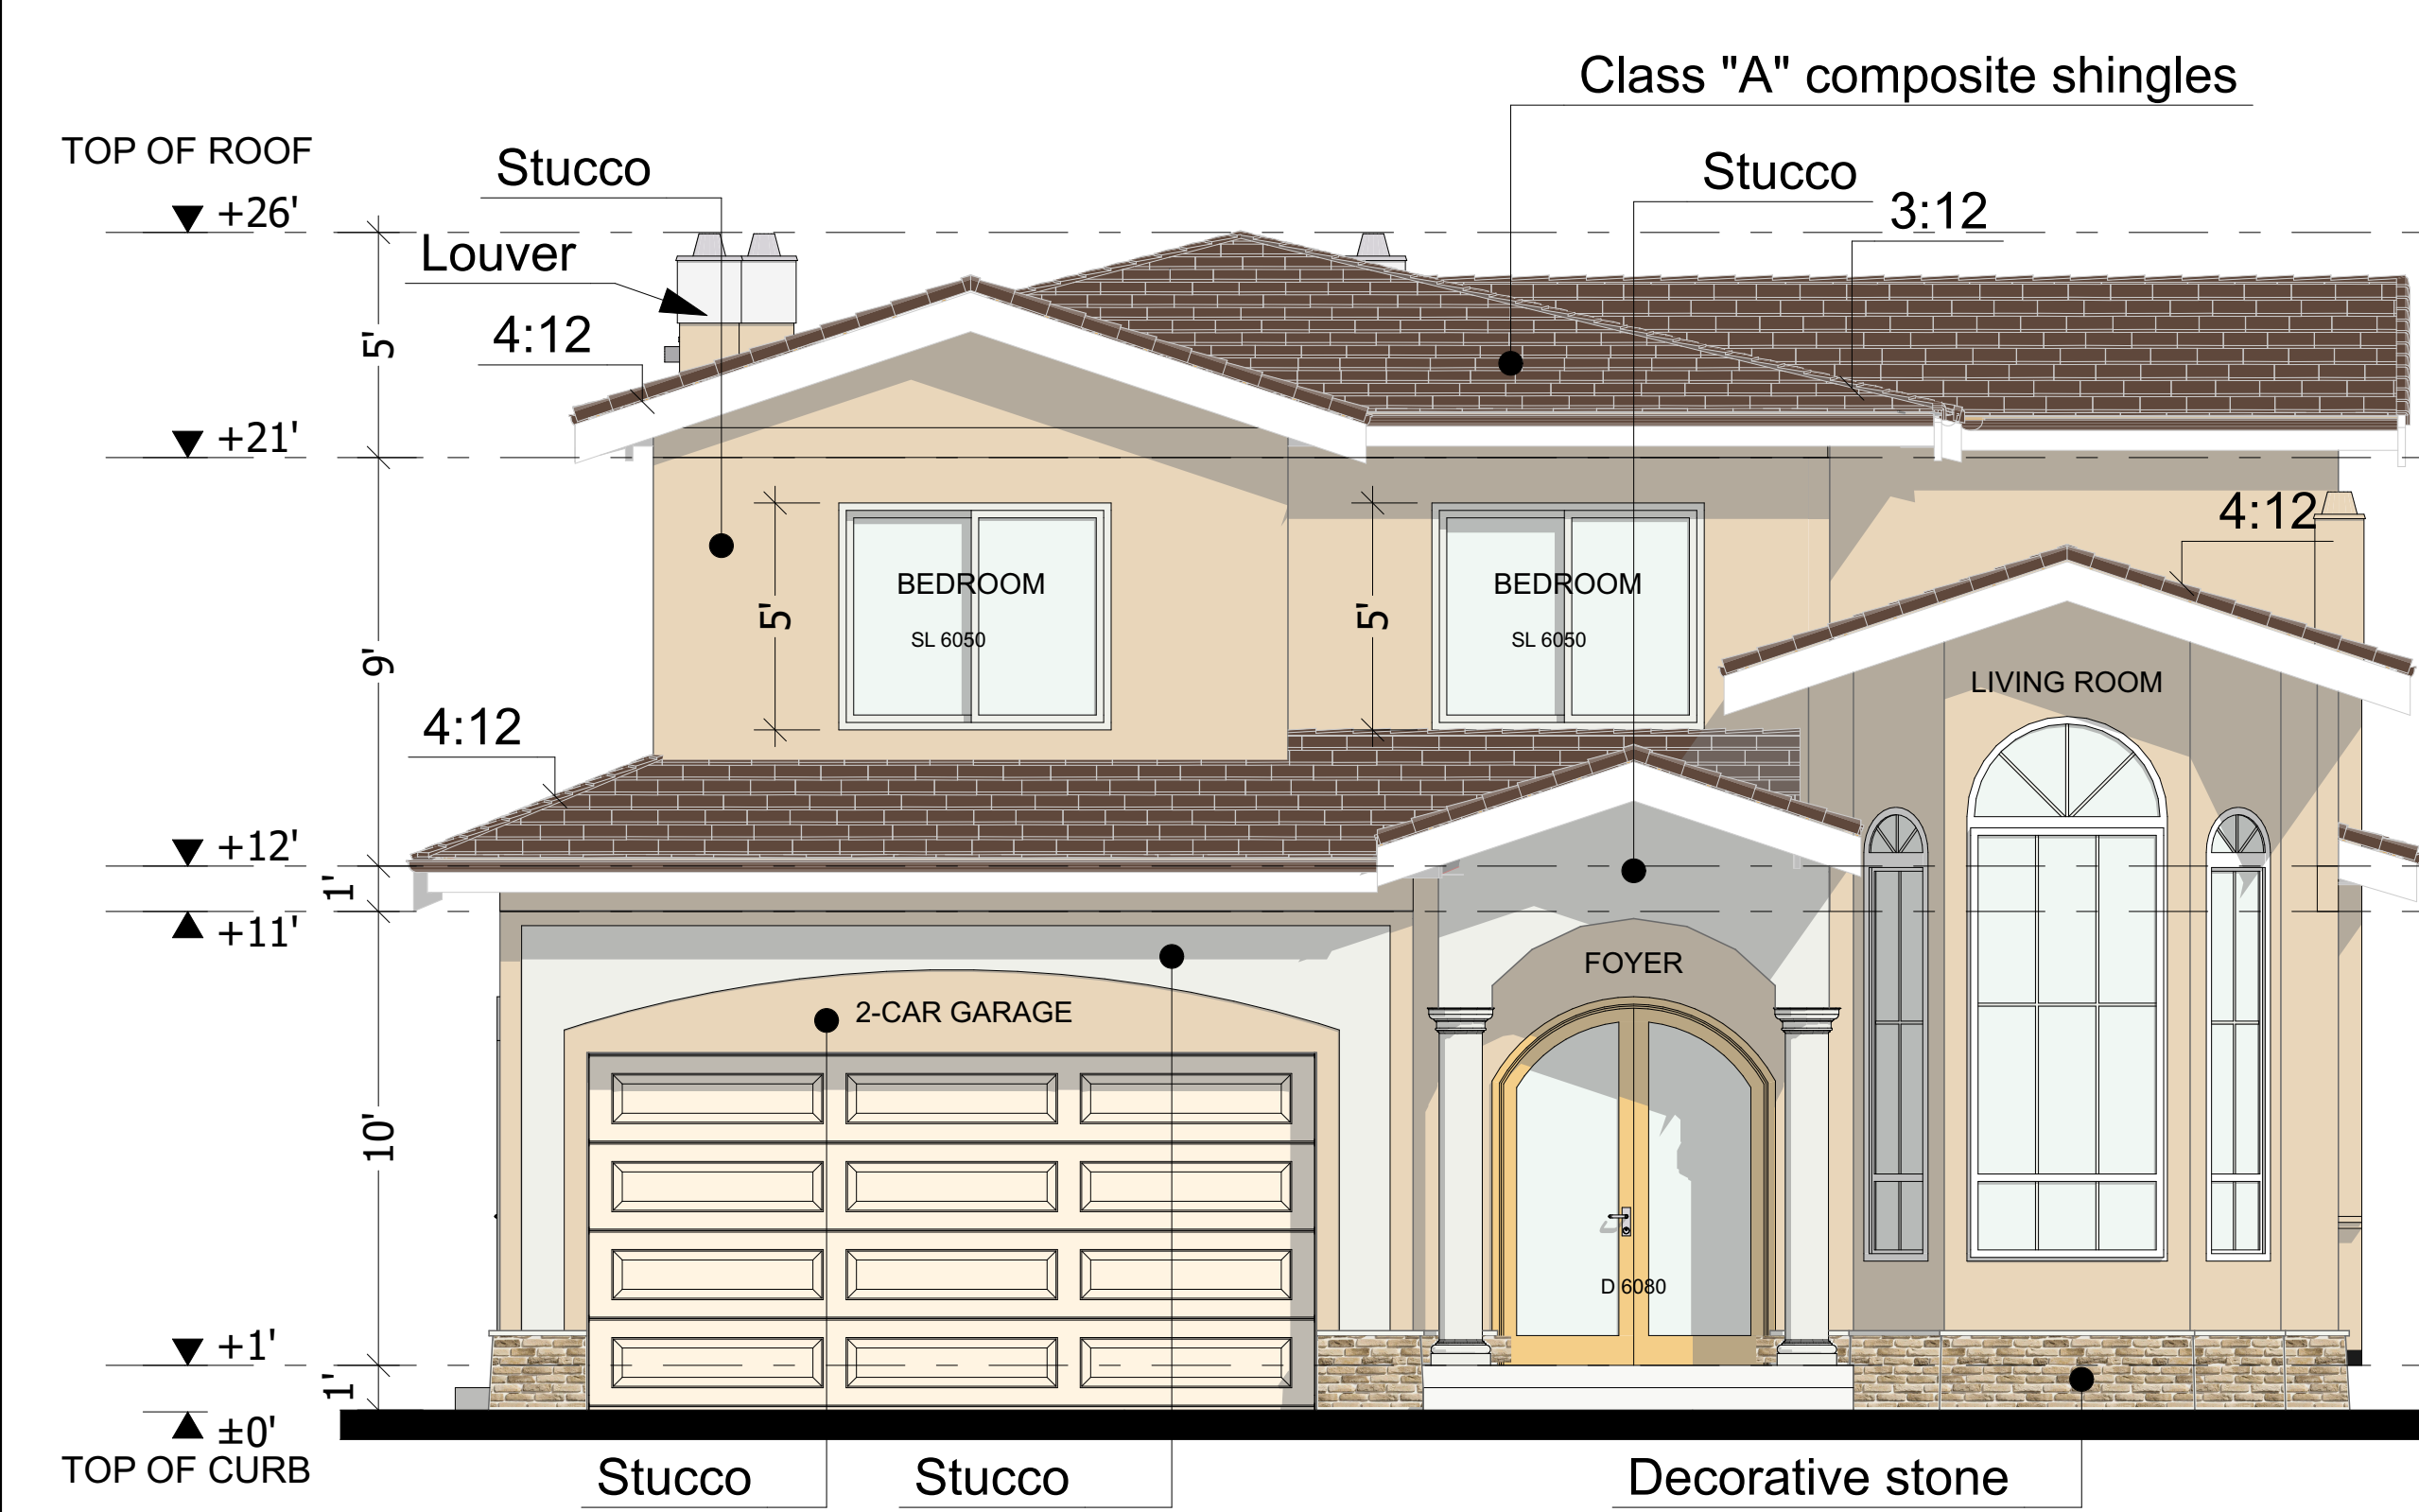 Class "A" composite shingles
TOP OF ROOF
Stucco
Stucco
+26'
3:12
Louver
4:12
5'
+21'
4:12
BEDROOM
BEDROOM
5'
5'
SL 6050
SL 6050
9'
LIVING ROOM
4:12
+12'
1'
+11'
FOYER
2-CAR GARAGE
10'
D 6080
+1'
1'
±0'
TOP OF CURB
Stucco
Stucco
Decorative stone